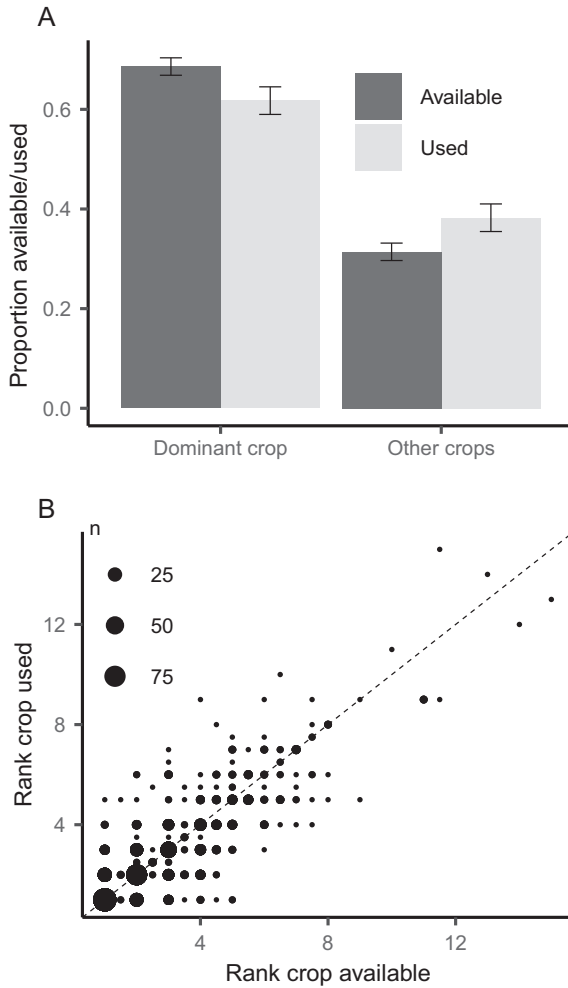 A
Proportion available/used
0.6
0.4
0.2
0.0
Available
Used
Dominant crop
Other crops
B
n
25
50
75
Rank crop used
12
8
4
4
8
12
Rank crop available